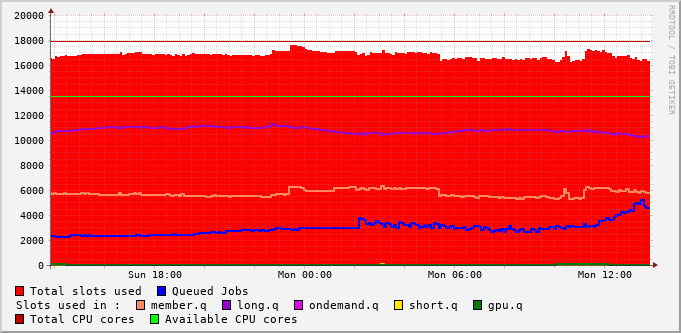 RRDTOOL / TOBI OETIKER
20000
18000
16000
14000
12000
10000
8000
6000
4000
2000
0
Sun 18:00 Mon 00:00 Mon 06:00 Mon 12:00
Total slots used Queued Jobs
Slots used in : member.q long.q ondemand.q short.q gpu.q
Total CPU cores Available CPU cores